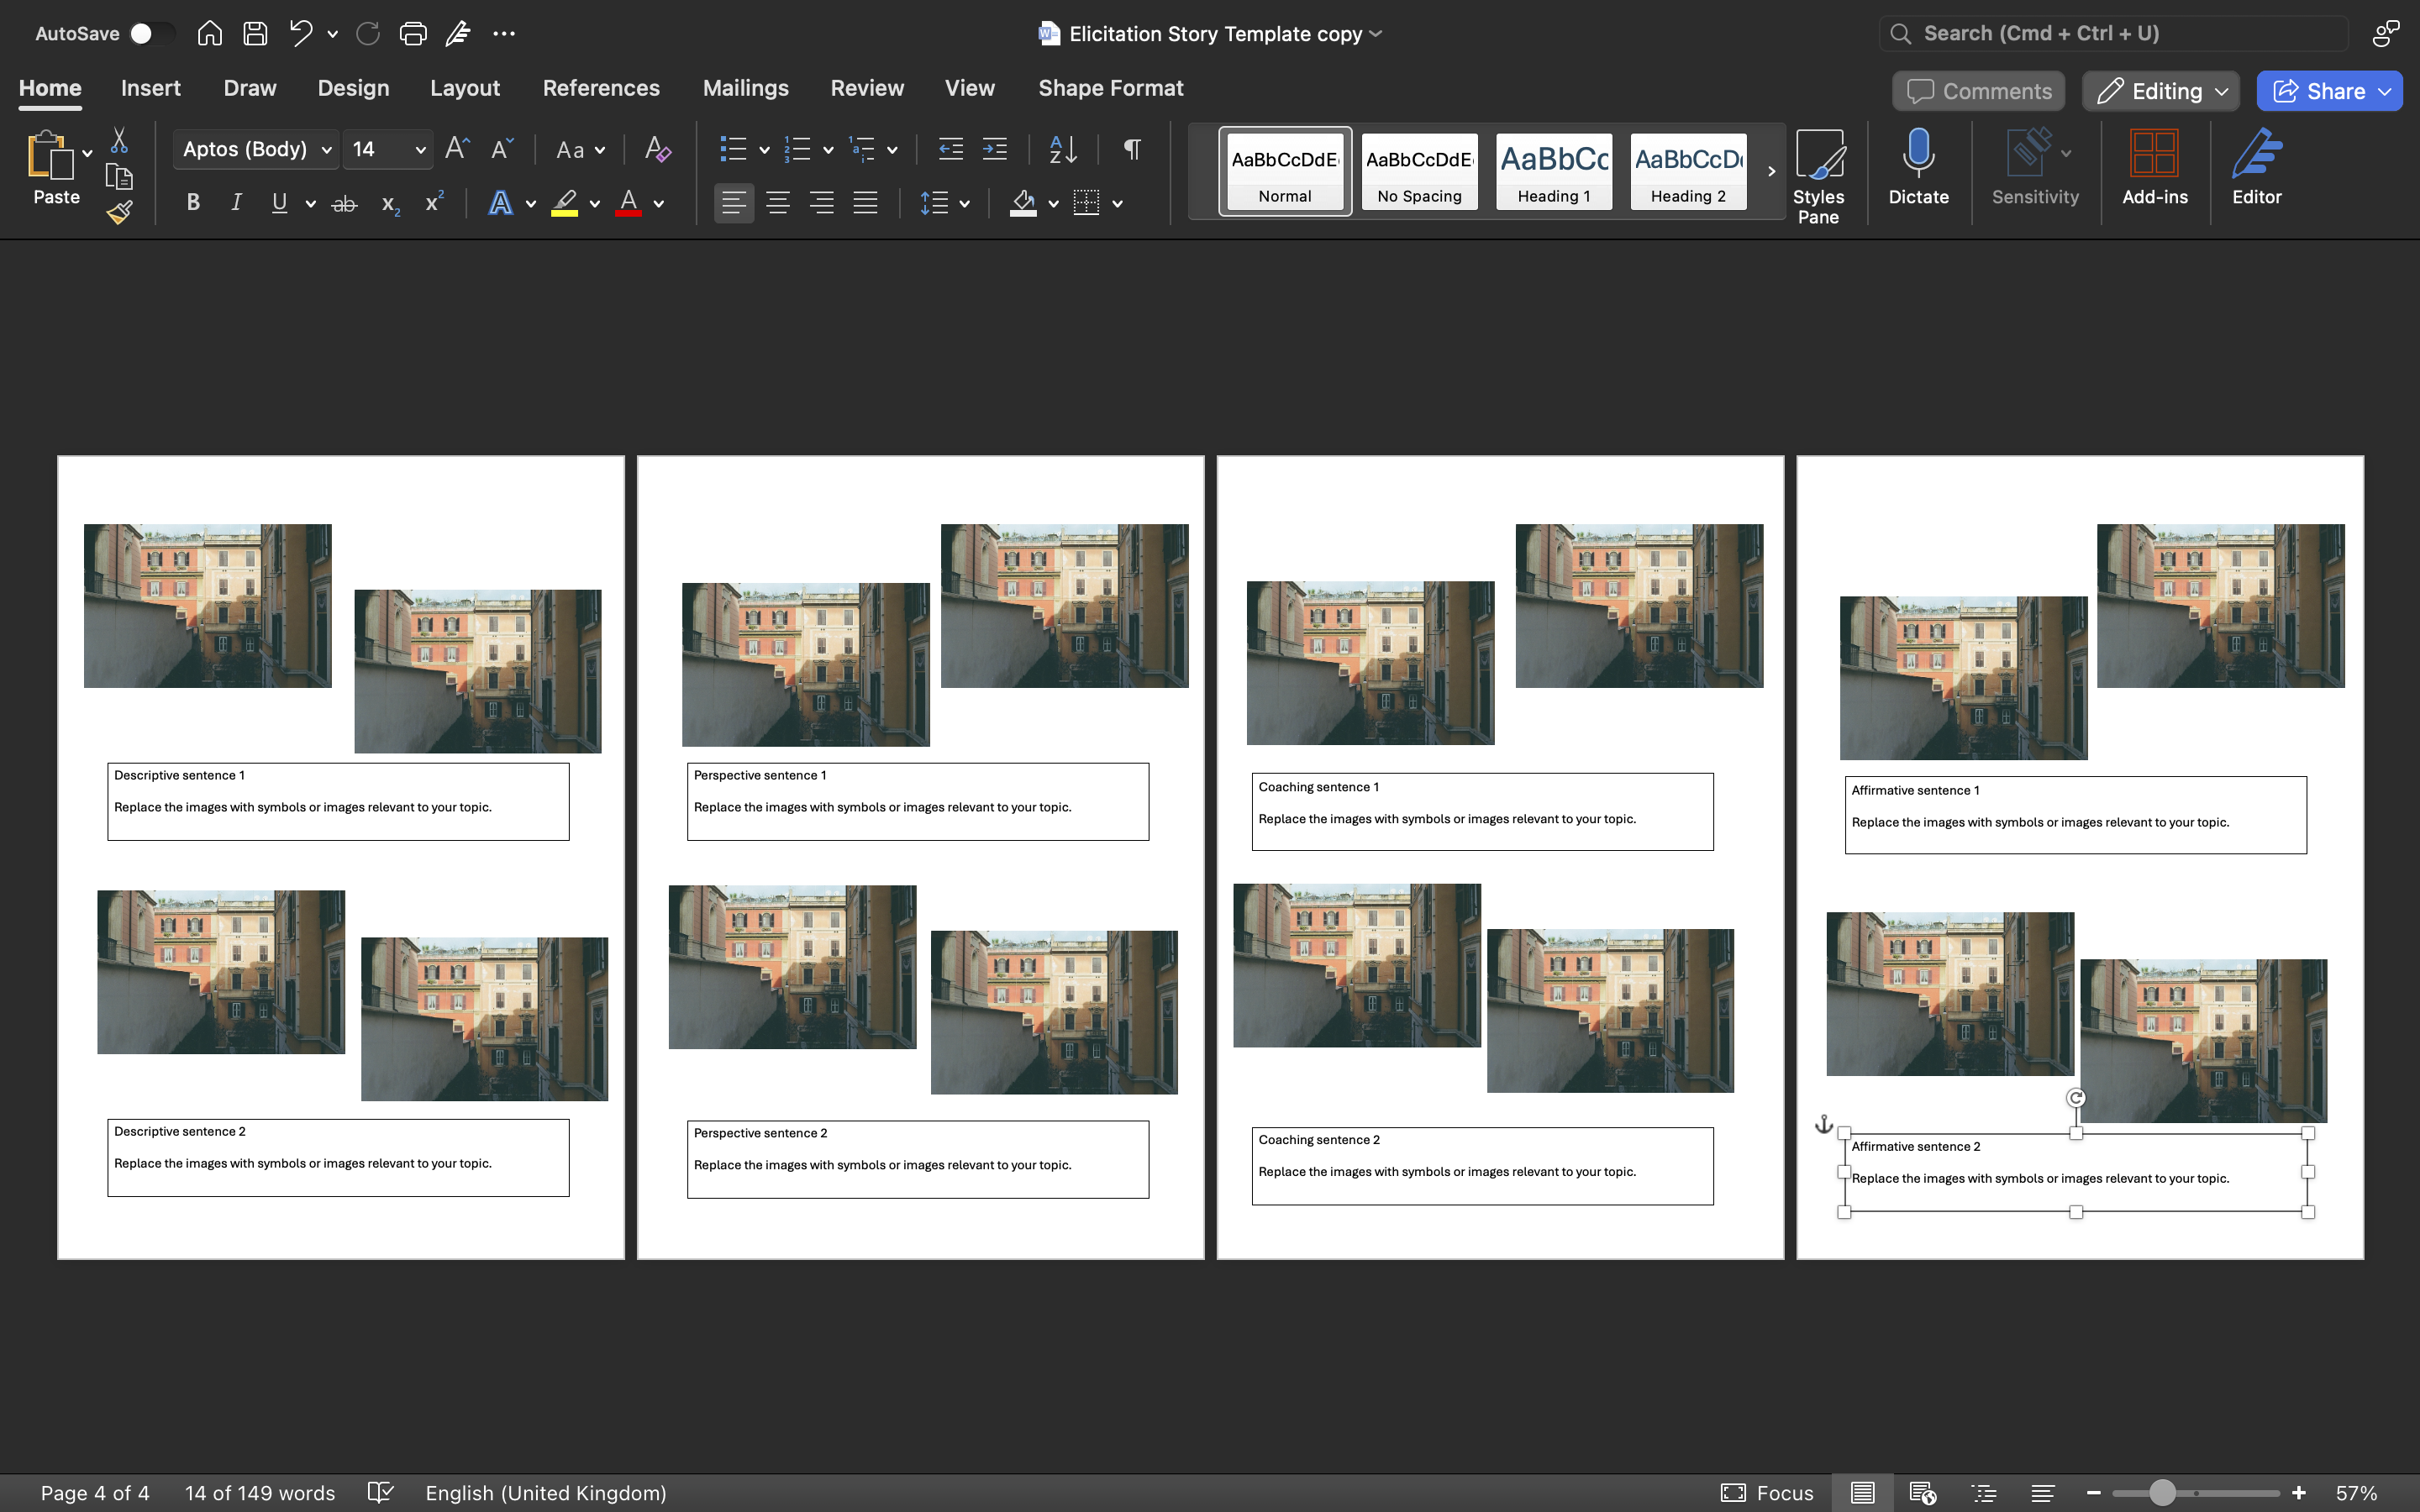 AutoSave
Elicitation Story Template copy
Search (Cmd + Ctrl + U)
Home Insert Draw Design Layout References Mailings Review View Shape Format
Comments Editing Share
Paste
Aptos (Body) 14
Aa
B I U ab x2 x2 A A
AaBbCcDdE Normal
AaBbCcDdE No Spacing
AaBbCc Heading 1
AaBbCcD Heading 2
Styles Pane
Dictate
Sensitivity
Add-ins
Editor
Descriptive sentence 1
Replace the images with symbols or images relevant to your topic.
Descriptive sentence 2
Replace the images with symbols or images relevant to your topic.
Perspective sentence 1
Replace the images with symbols or images relevant to your topic.
Perspective sentence 2
Replace the images with symbols or images relevant to your topic.
Coaching sentence 1
Replace the images with symbols or images relevant to your topic.
Coaching sentence 2
Replace the images with symbols or images relevant to your topic.
Affirmative sentence 1
Replace the images with symbols or images relevant to your topic.
Affirmative sentence 2
Replace the images with symbols or images relevant to your topic.
Page 4 of 4 14 of 149 words English (United Kingdom) Focus 57%